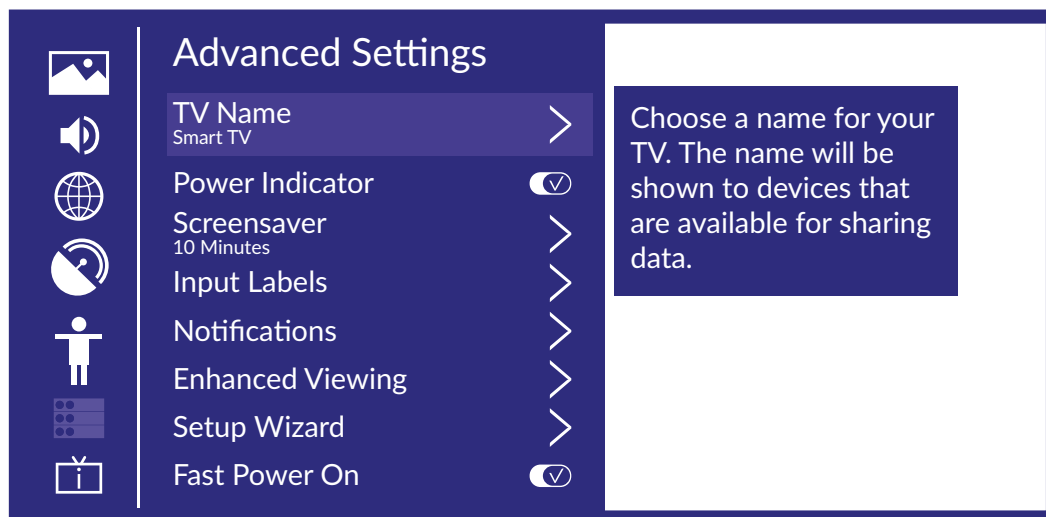 Advanced Settings
TV Name
Smart TV
Power Indicator
Screensaver
10 Minutes
Input Labels
Notifications
Enhanced Viewing
Setup Wizard
Fast Power On
i
Choose a name for your
TV. The name will be
shown to devices that
are available for sharing
data.